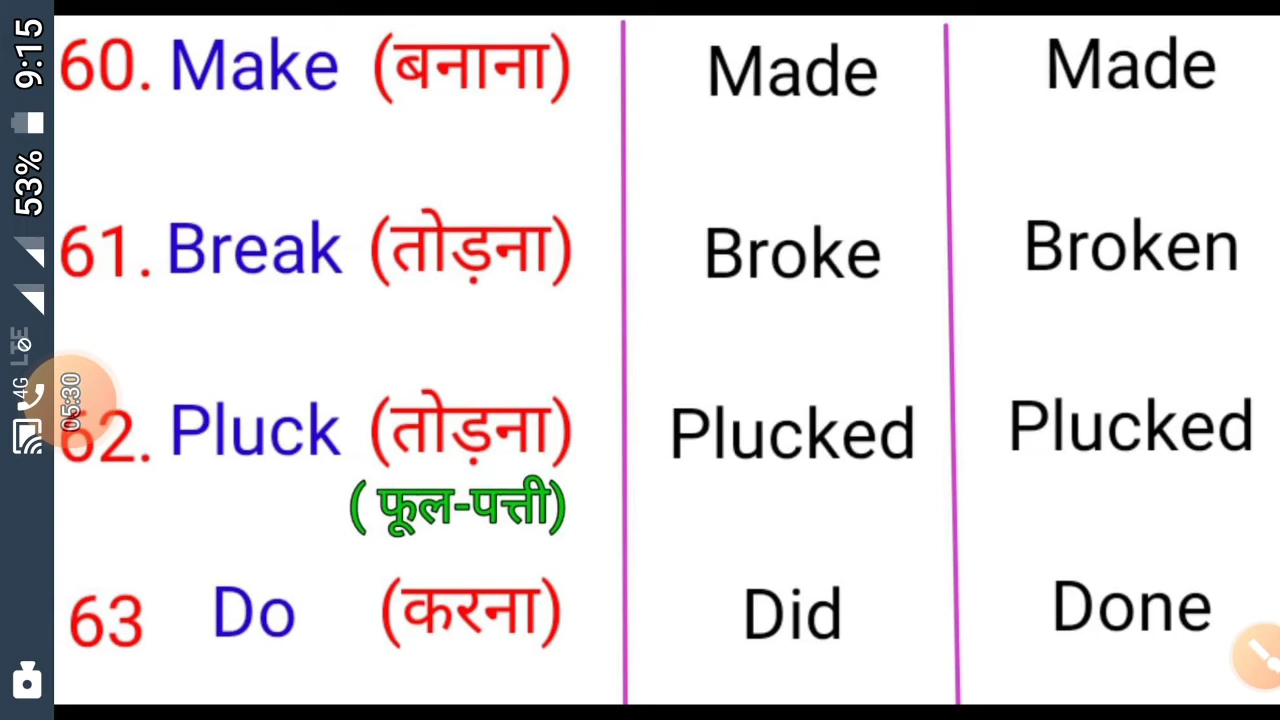 9:15
53%
LTE
4G
05:30
60. Make (बनाना) Made Made
61. Break (तोड़ना) Broke Broken
62. Pluck (तोड़ना) Plucked Plucked
( फूल-पत्ती)
63 Do (करना) Did Done